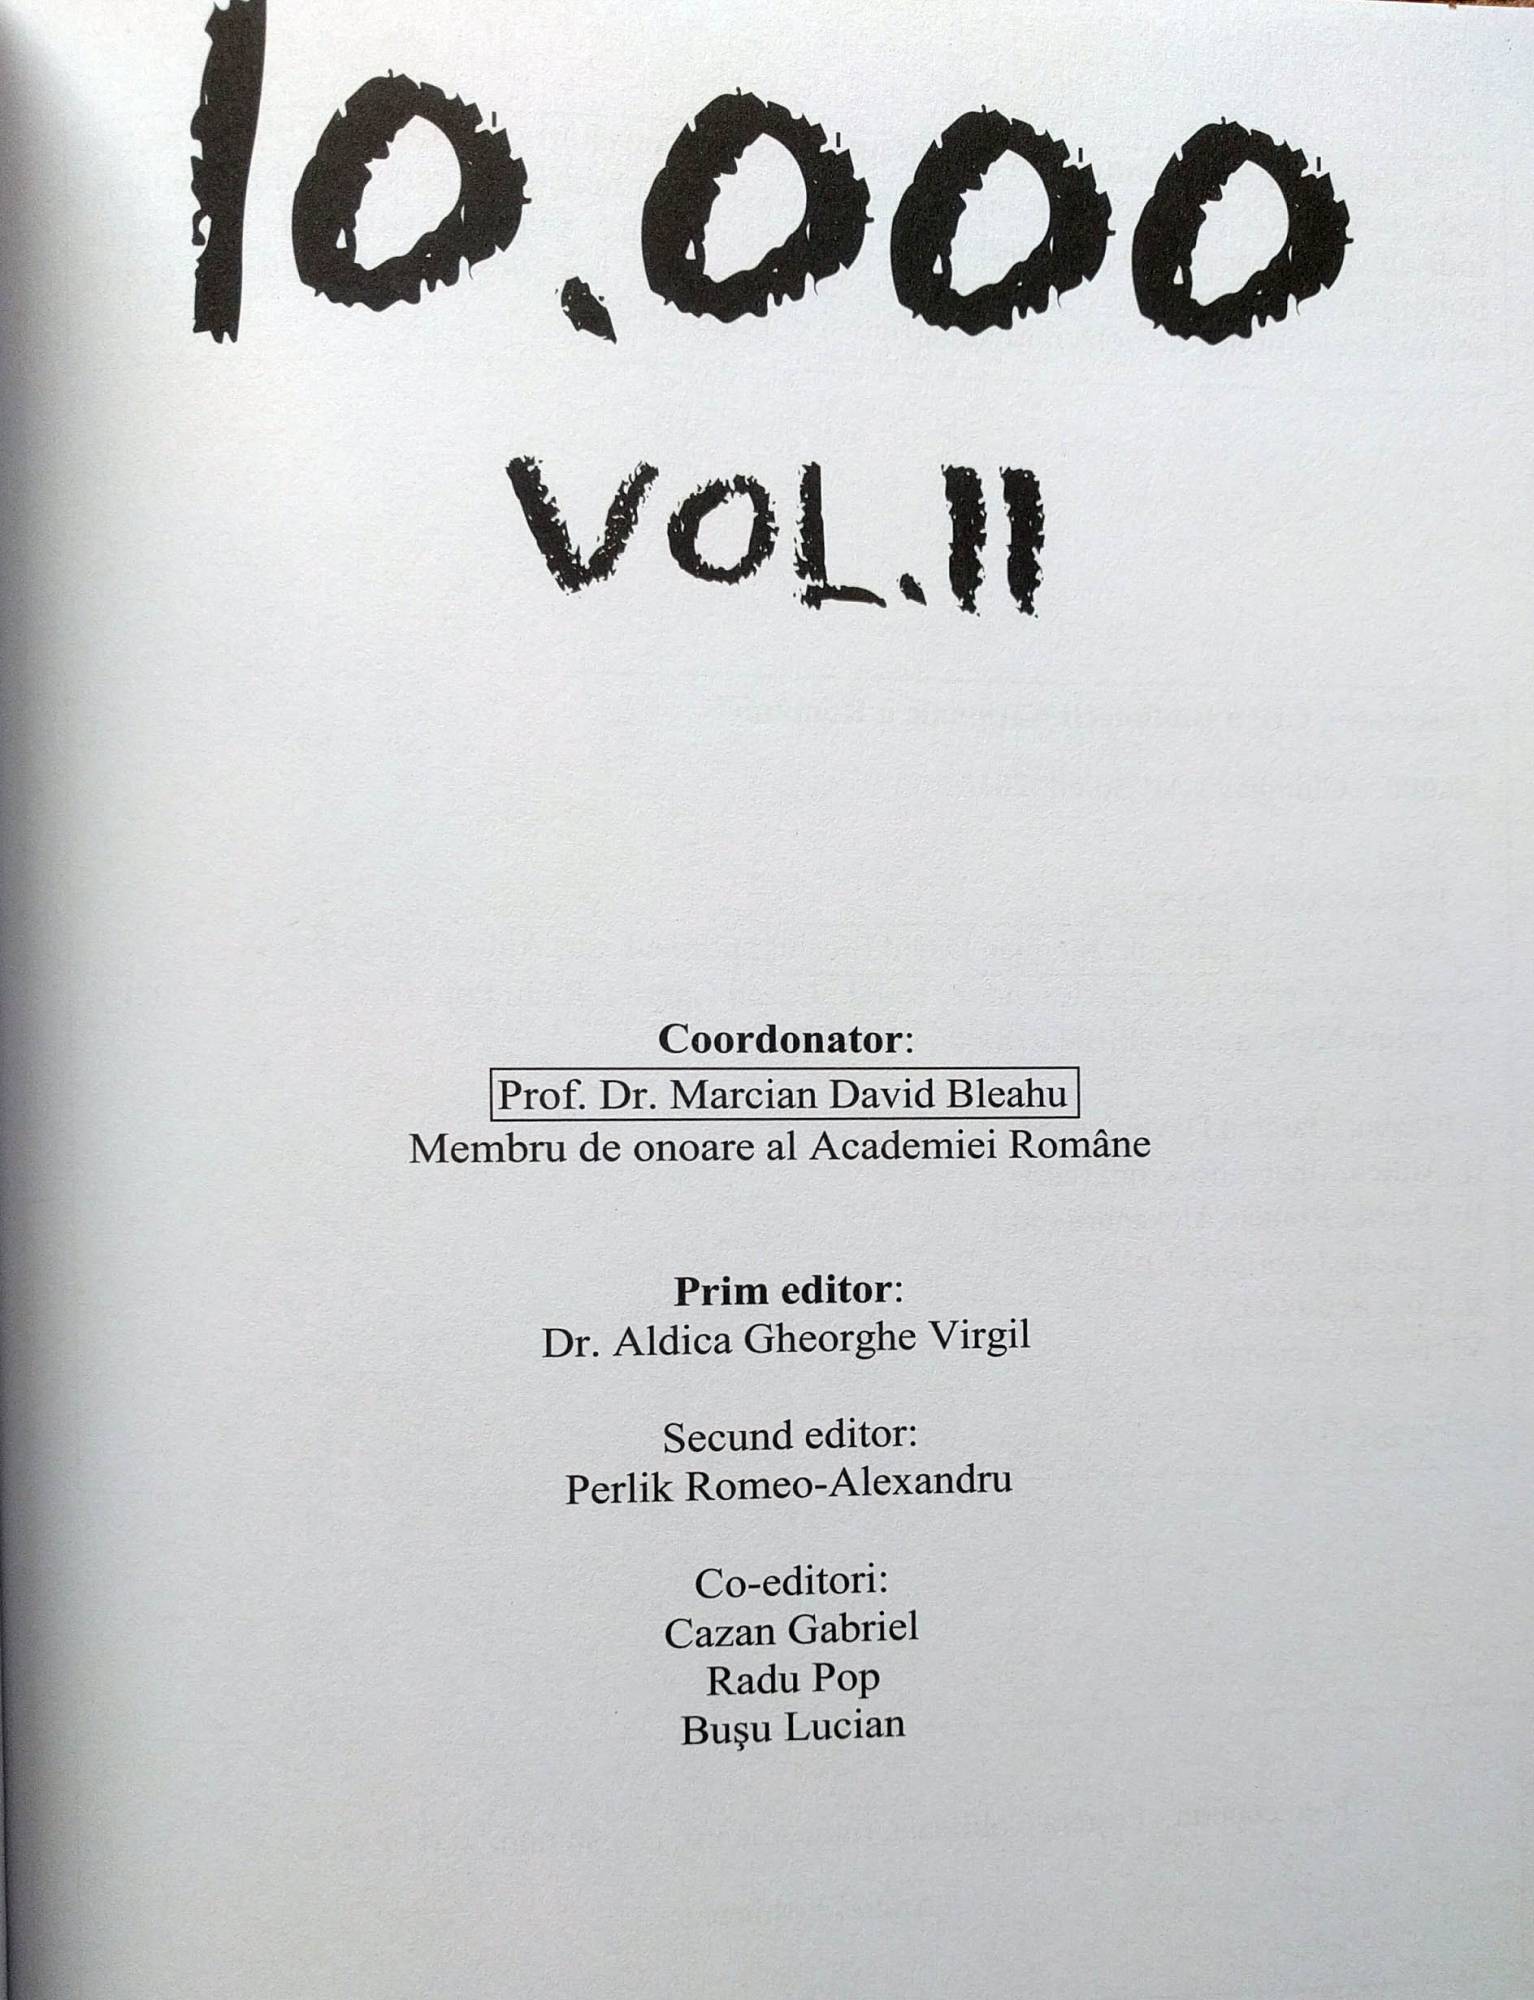 10.000
VOL.II
Coordonator:
Prof. Dr. Marcian David Bleahu
Membru de onoare al Academiei Române
Prim editor:
Dr. Aldica Gheorghe Virgil
Secund editor:
Perlik Romeo-Alexandru
Co-editori:
Cazan Gabriel
Radu Pop
Buşu Lucian